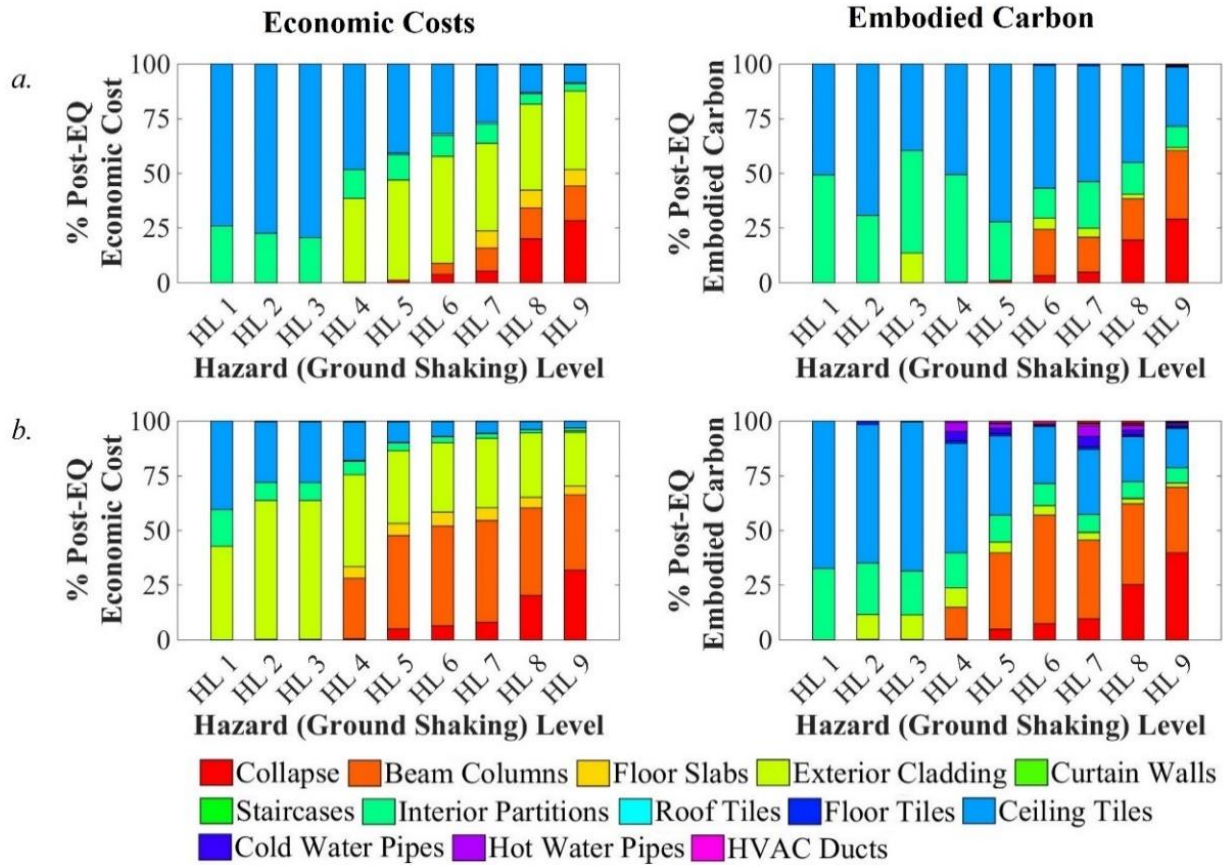 Economic Costs
Embodied Carbon
a.
% Post-EQ
Economic Cost
100
75
50
25
0
HL 1
HL 2
HL 3
HL 4
HL 5
HL 6
HL 7
HL 8
HL 9
Hazard (Ground Shaking) Level
% Post-EQ
Embodied Carbon
100
75
50
25
0
HL 1
HL 2
HL 3
HL 4
HL 5
HL 6
HL 7
HL 8
HL 9
Hazard (Ground Shaking) Level
b.
% Post-EQ
Economic Cost
100
75
50
25
0
HL 1
HL 2
HL 3
HL 4
HL 5
HL 6
HL 7
HL 8
HL 9
Hazard (Ground Shaking) Level
% Post-EQ
Embodied Carbon
100
75
50
25
0
HL 1
HL 2
HL 3
HL 4
HL 5
HL 6
HL 7
HL 8
HL 9
Hazard (Ground Shaking) Level
Collapse Beam Columns Floor Slabs Exterior Cladding Curtain Walls
Staircases Interior Partitions Roof Tiles Floor Tiles Ceiling Tiles
Cold Water Pipes Hot Water Pipes HVAC Ducts